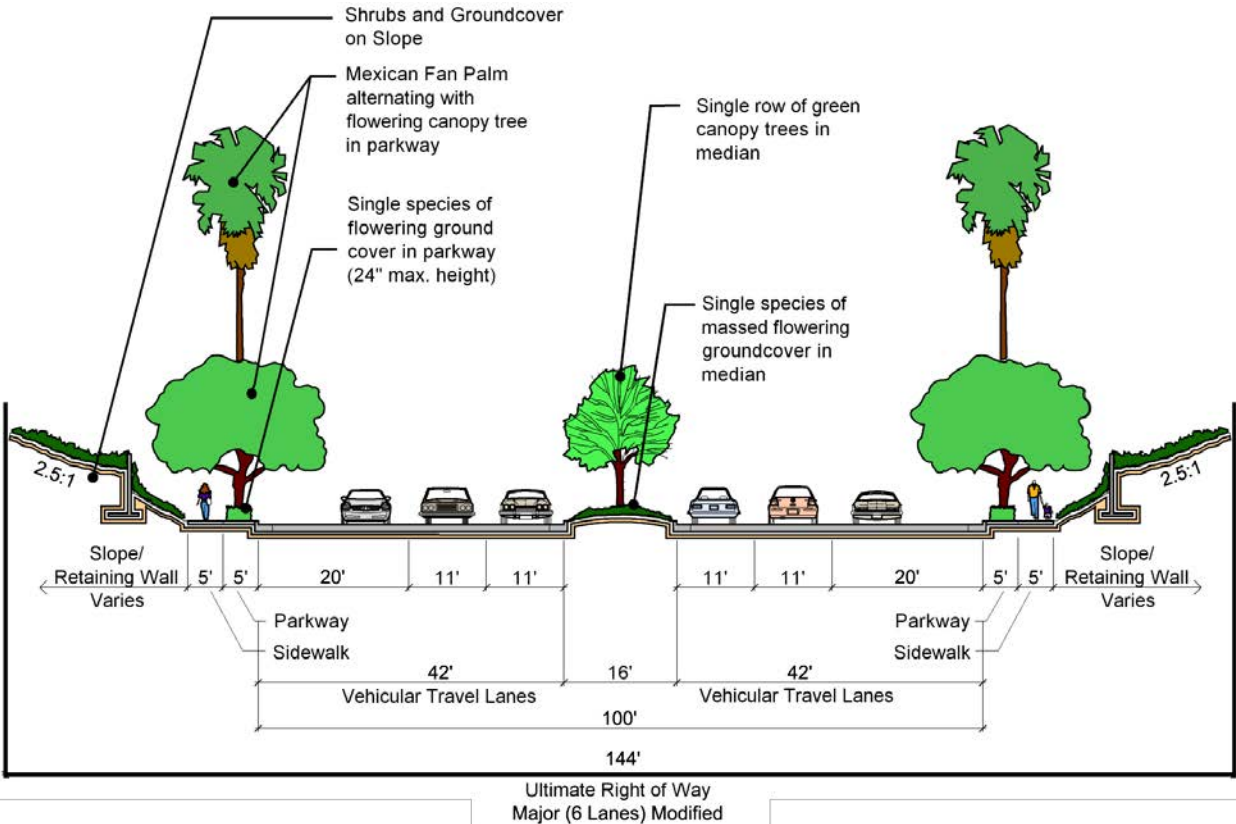 Shrubs and Groundcover
on Slope
Mexican Fan Palm
alternating with
flowering canopy tree
in parkway
Single species of
flowering ground
cover in parkway
(24" max. height)
Single row of green
canopy trees in
median
Single species of
massed flowering
groundcover in
median
2.5:1
2.5:1
Slope/
Retaining Wall
Varies
5'
5'
20'
11'
11'
11'
11'
20'
5'
5'
Slope/
Retaining Wall
Varies
Parkway
Sidewalk
Parkway
Sidewalk
42'
Vehicular Travel Lanes
16'
42'
Vehicular Travel Lanes
100'
144'
Ultimate Right of Way
Major (6 Lanes) Modified